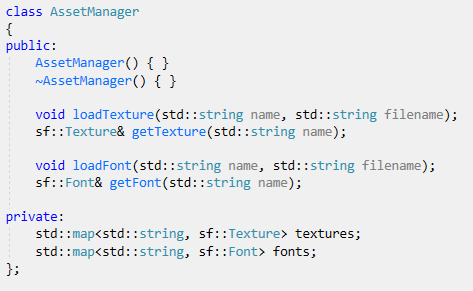 class AssetManager
{
public:
    AssetManager() { }
    ~AssetManager() { }

    void loadTexture(std::string name, std::string filename);
    sf::Texture& getTexture(std::string name);

    void loadFont(std::string name, std::string filename);
    sf::Font& getFont(std::string name);

private:
    std::map<std::string, sf::Texture> textures;
    std::map<std::string, sf::Font> fonts;
};